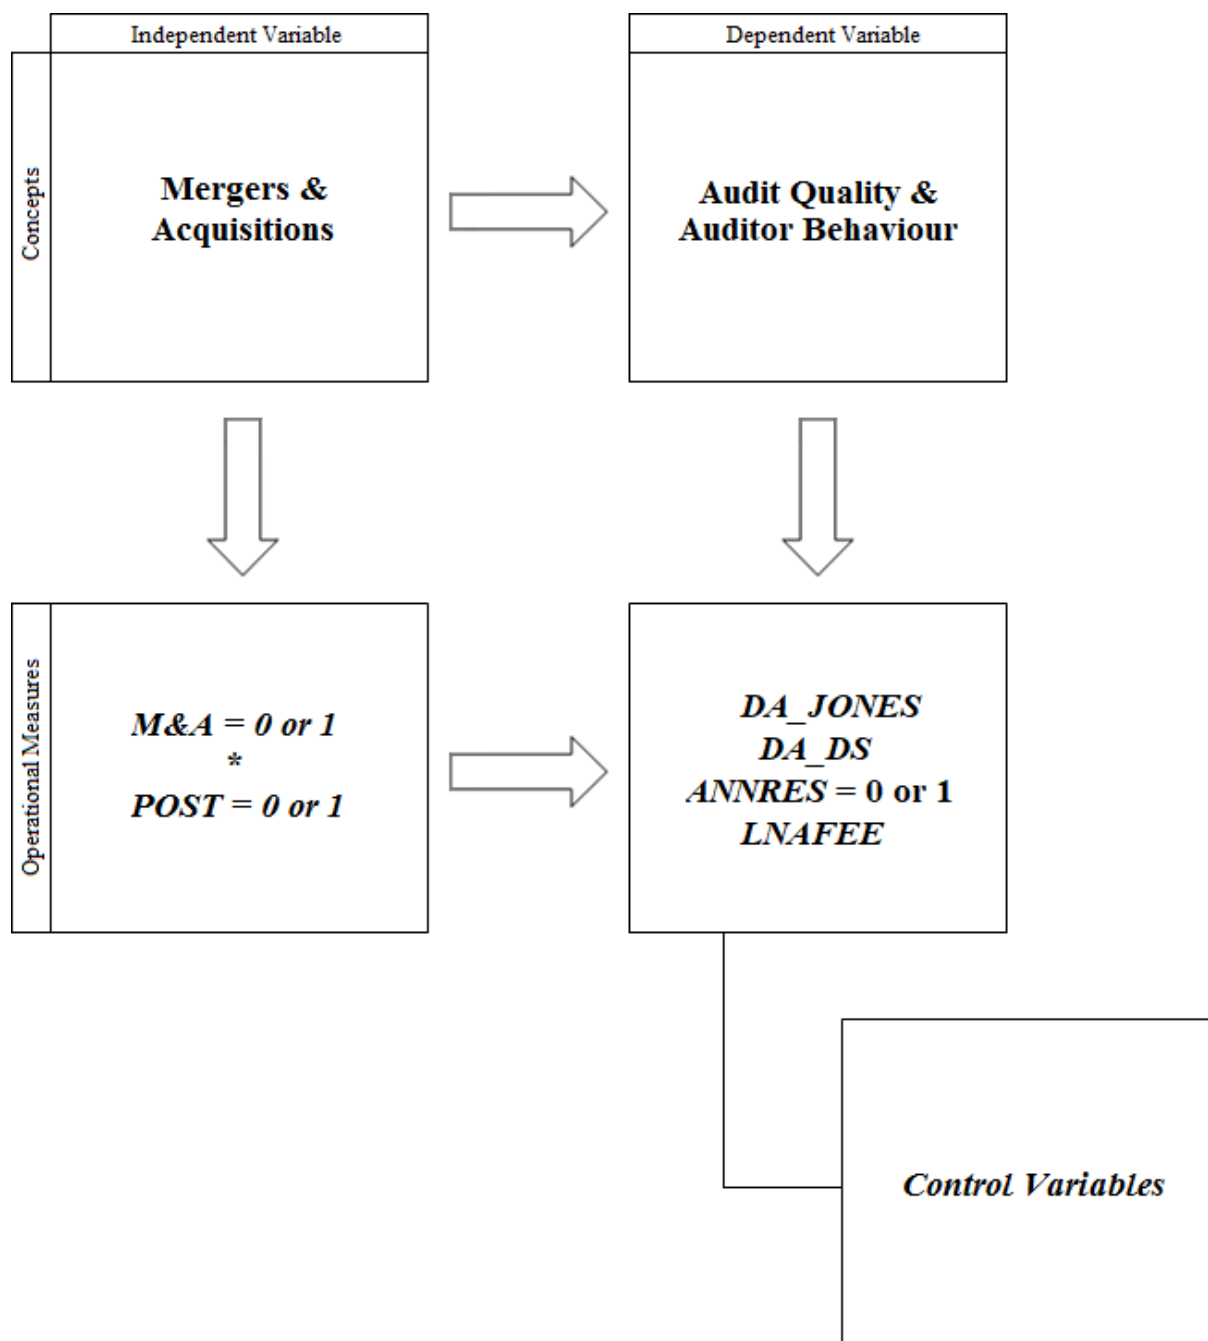 Independent Variable
Dependent Variable
Concepts
Mergers &
Acquisitions
Audit Quality &
Auditor Behaviour
Operational Measures
M&A = 0 or 1
*
POST = 0 or 1
DA_JONES
DA_DS
ANNRES = 0 or 1
LNAFEE
Control Variables